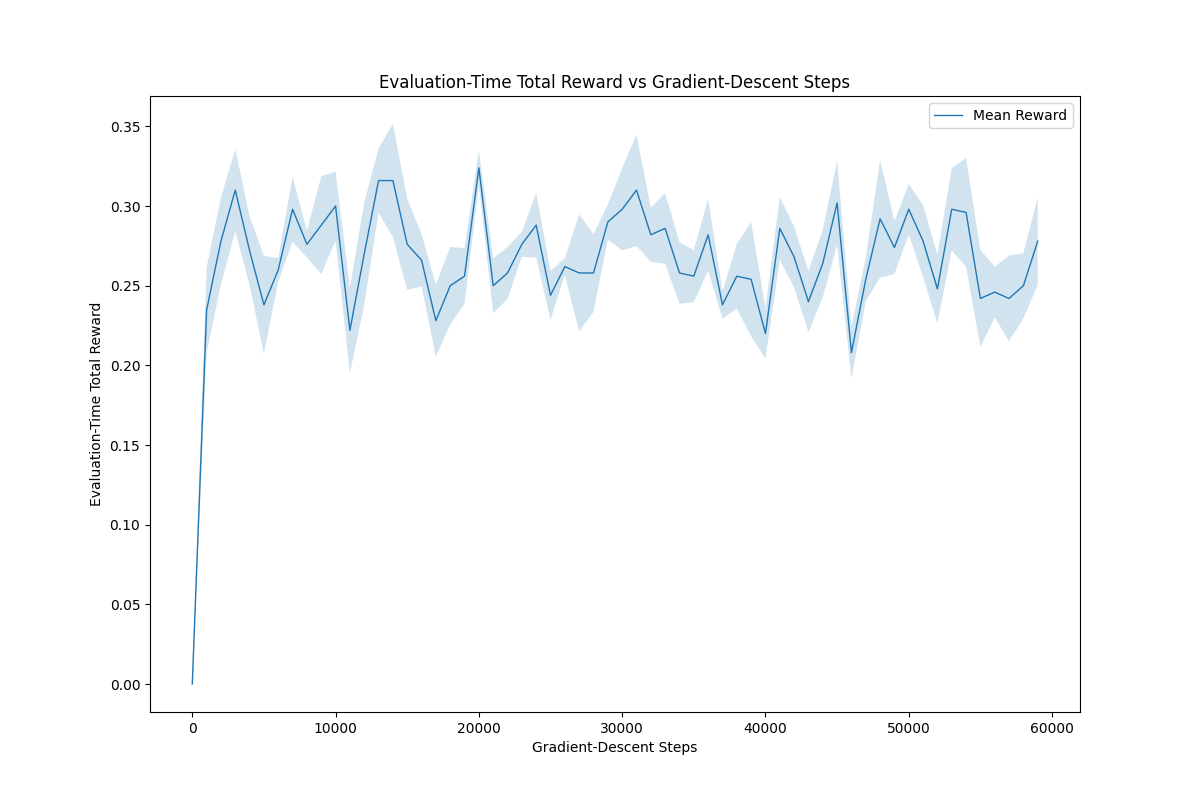 Evaluation-Time Total Reward vs Gradient-Descent Steps
Mean Reward
Evaluation-Time Total Reward
0.35
0.30
0.25
0.20
0.15
0.10
0.05
0.00
0 10000 20000 30000 40000 50000 60000
Gradient-Descent Steps